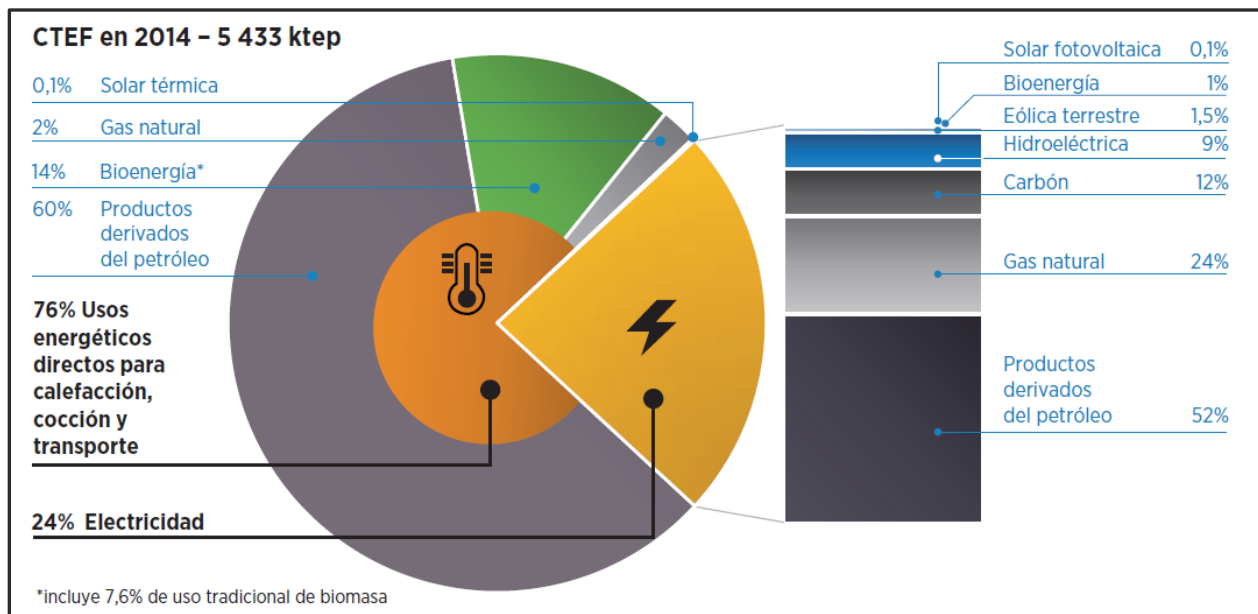 CTEF en 2014 – 5 433 ktep
0,1% Solar térmica
2% Gas natural
14% Bioenergía*
60% Productos
derivados
del petróleo
76% Usos
energéticos
directos para
calefacción,
cocción y
transporte
24% Electricidad
*incluye 7,6% de uso tradicional de biomasa
Solar fotovoltaica 0,1%
Bioenergía 1%
Eólica terrestre 1,5%
Hidroeléctrica 9%
Carbón 12%
Gas natural 24%
Productos
derivados
del petróleo 52%